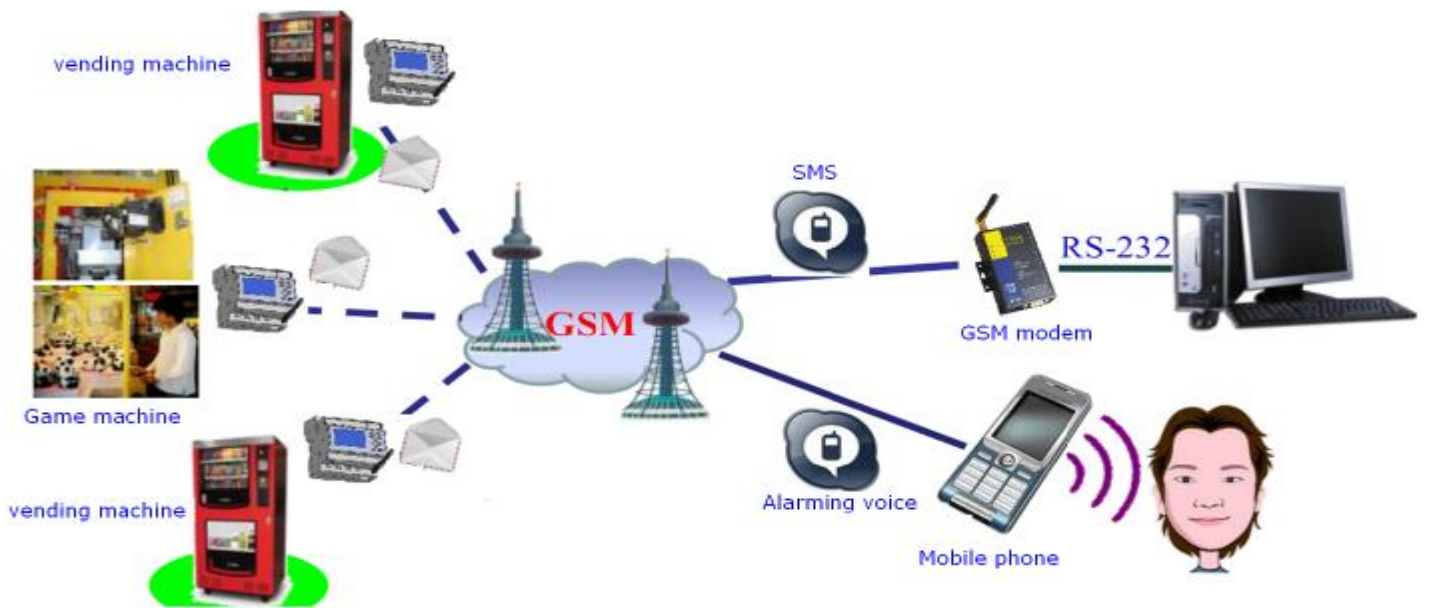 vending machine
SMS
RS-232
GSM
GSM modem
Game machine
Alarming voice
vending machine
Mobile phone